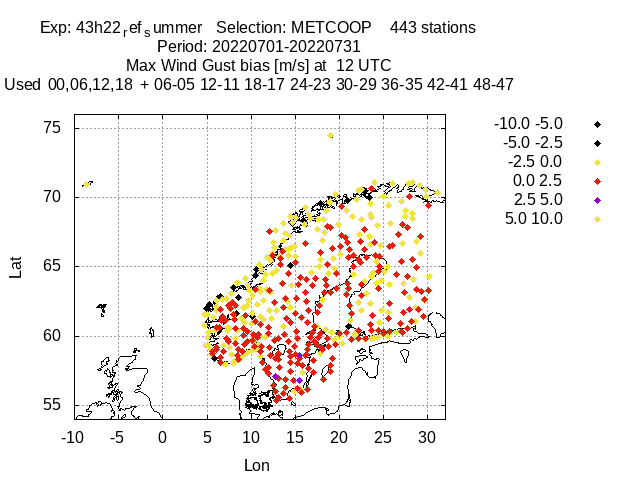 Exp: 43h22ref summer Selection: METCOOP 443 stations
Period: 20220701-20220731
Max Wind Gust bias [m/s] at 12 UTC
Used 00,06,12,18 + 06-05 12-11 18-17 24-23 30-29 36-35 42-41 48-47
-10.0 -5.0
-5.0 -2.5
-2.5 0.0
0.0 2.5
2.5 5.0
5.0 10.0
75
70
65
60
55
Lat
-10 -5 0 5 10 15 20 25 30
Lon